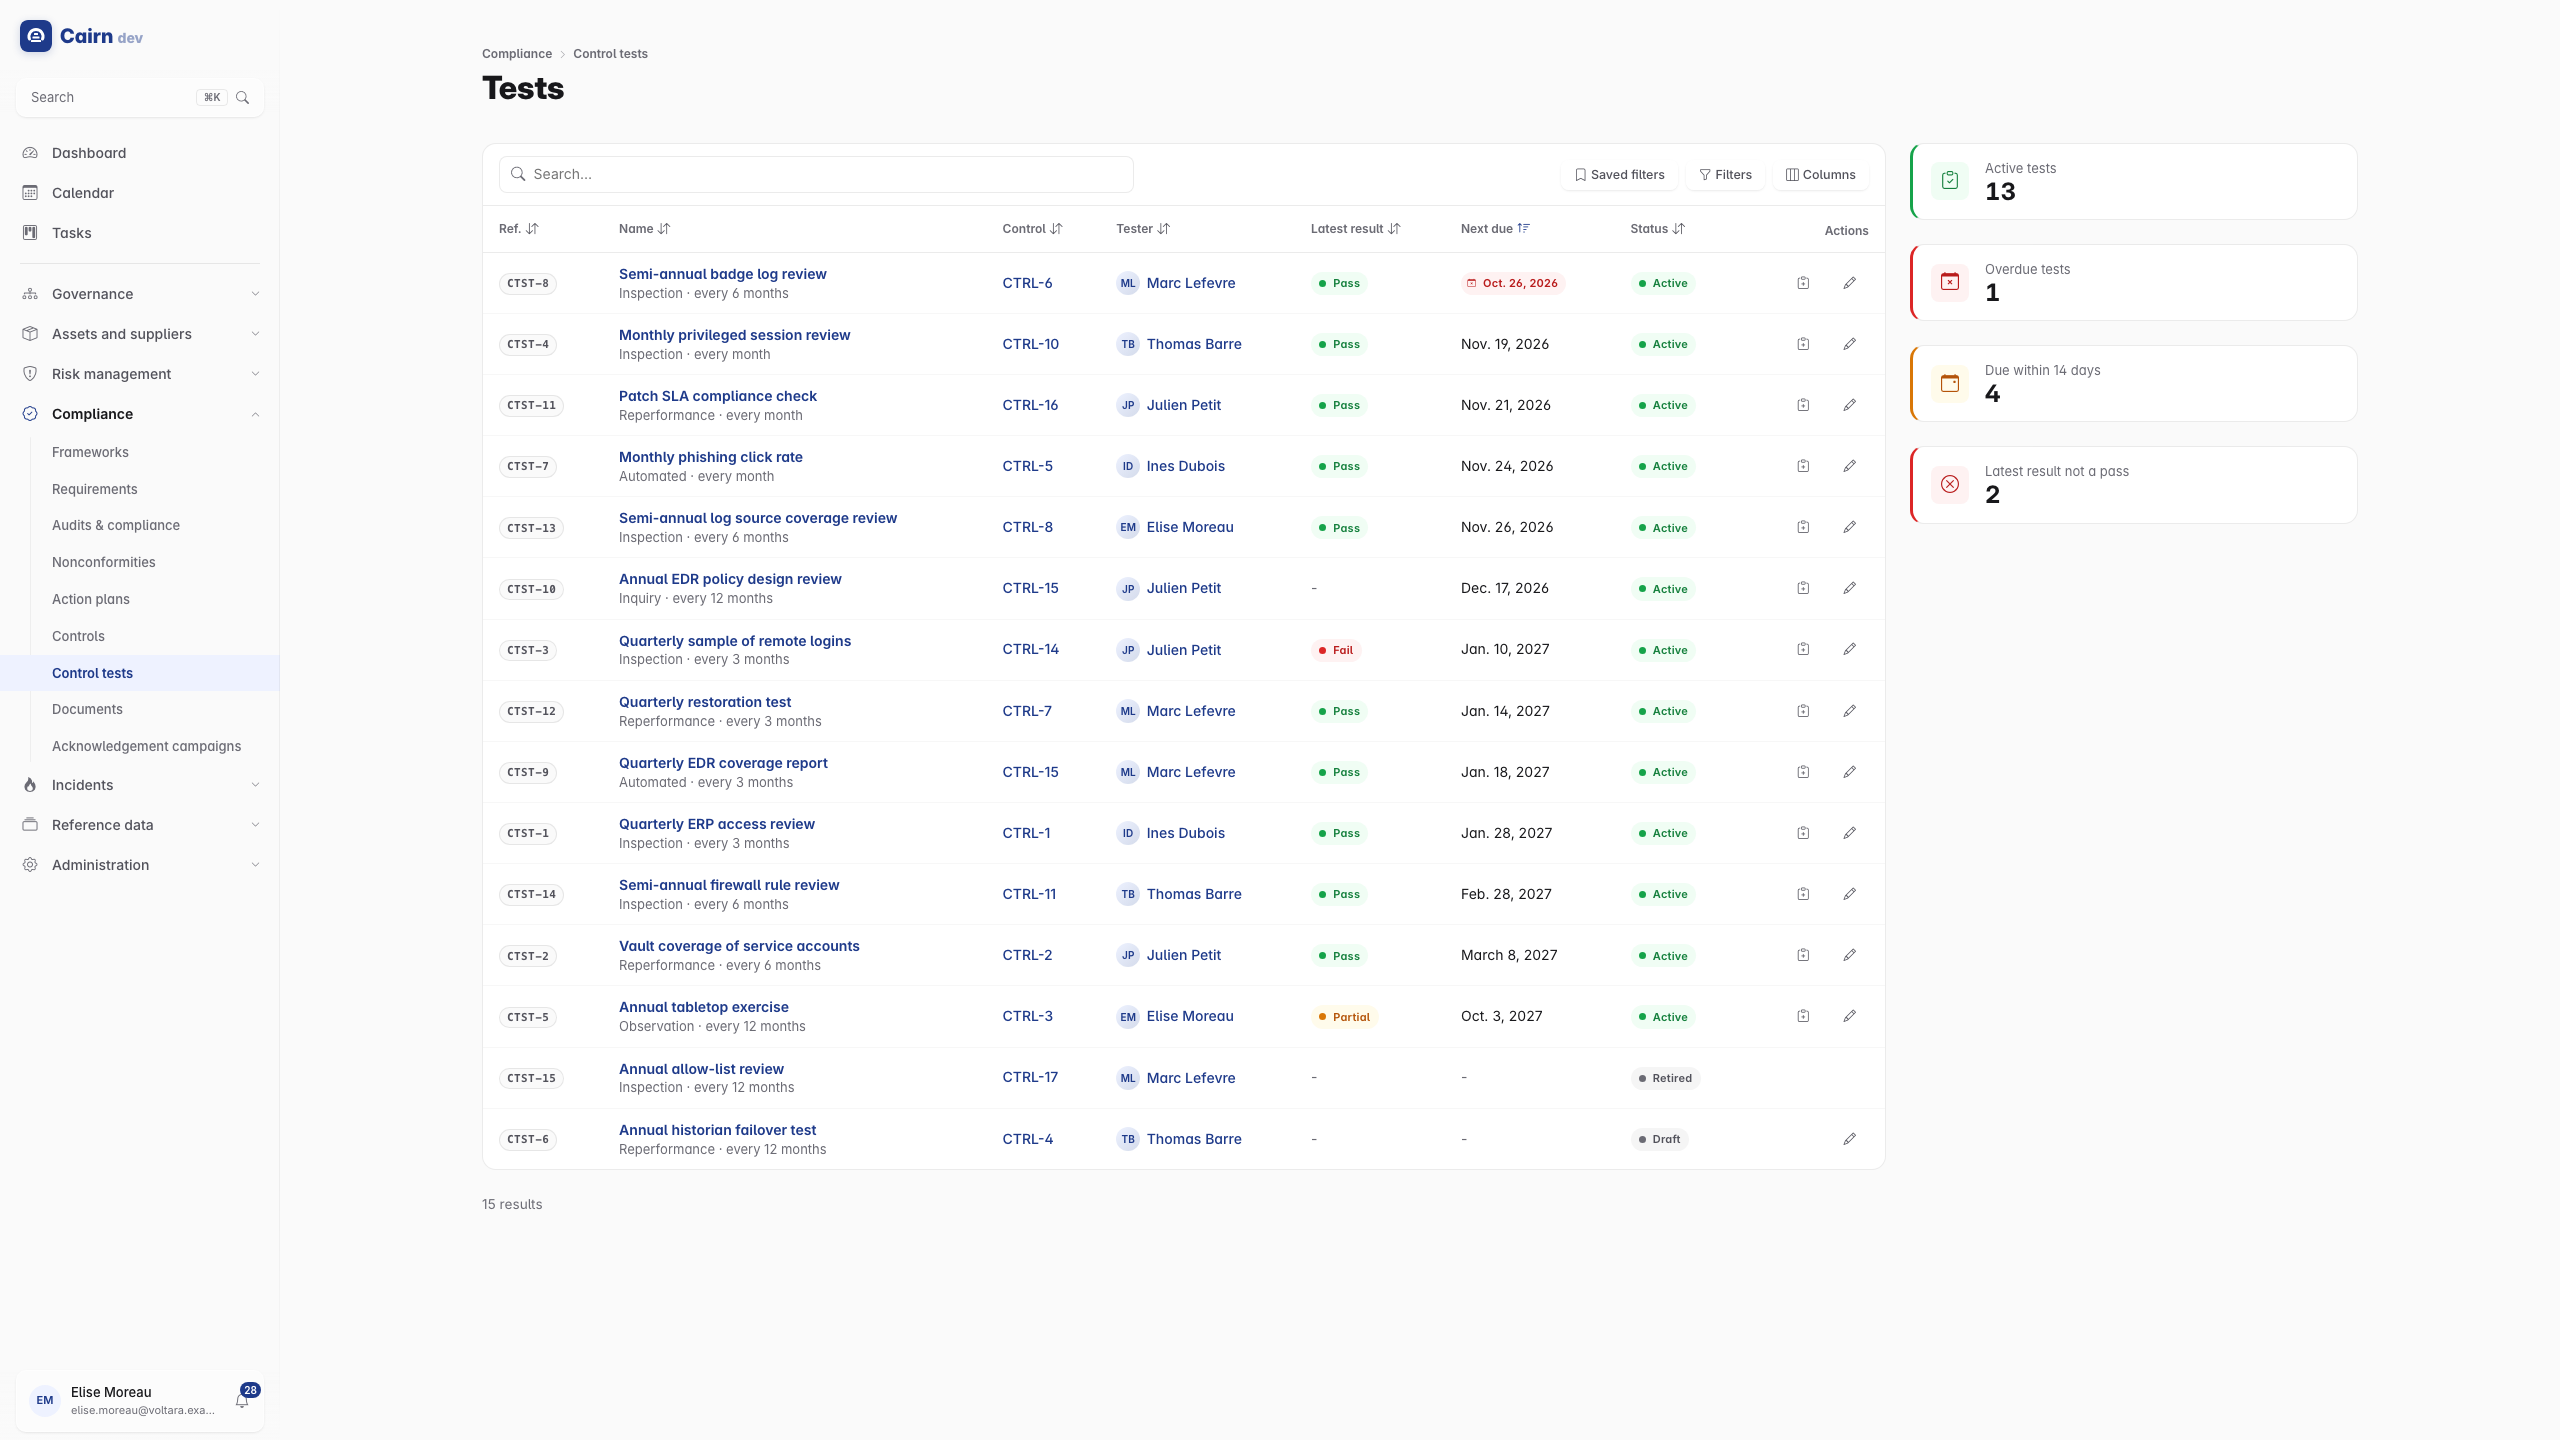 Cairn dev
Search ⌘K
Dashboard
Calendar
Tasks
Governance
Assets and suppliers
Risk management
Compliance
Frameworks
Requirements
Audits & compliance
Nonconformities
Action plans
Controls
Control tests
Documents
Acknowledgement campaigns
Incidents
Reference data
Administration
EM Elise Moreau 28
elise.moreau@voltara.exa...
Compliance Control tests
Tests
Search... Saved filters Filters Columns
Ref. Name Control Tester Latest result Next due Status Actions
CTST-8 Semi-annual badge log review CTRL-6 ML Marc Lefevre Pass Oct. 26, 2026 Active
Inspection · every 6 months
CTST-4 Monthly privileged session review CTRL-10 TB Thomas Barre Pass Nov. 19, 2026 Active
Inspection · every month
CTST-11 Patch SLA compliance check CTRL-16 JP Julien Petit Pass Nov. 21, 2026 Active
Reperformance · every month
CTST-7 Monthly phishing click rate CTRL-5 ID Ines Dubois Pass Nov. 24, 2026 Active
Automated · every month
CTST-13 Semi-annual log source coverage review CTRL-8 EM Elise Moreau Pass Nov. 26, 2026 Active
Inspection · every 6 months
CTST-10 Annual EDR policy design review CTRL-15 JP Julien Petit - Dec. 17, 2026 Active
Inquiry · every 12 months
CTST-3 Quarterly sample of remote logins CTRL-14 JP Julien Petit Fail Jan. 10, 2027 Active
Inspection · every 3 months
CTST-12 Quarterly restoration test CTRL-7 ML Marc Lefevre Pass Jan. 14, 2027 Active
Reperformance · every 3 months
CTST-9 Quarterly EDR coverage report CTRL-15 ML Marc Lefevre Pass Jan. 18, 2027 Active
Automated · every 3 months
CTST-1 Quarterly ERP access review CTRL-1 ID Ines Dubois Pass Jan. 28, 2027 Active
Inspection · every 3 months
CTST-14 Semi-annual firewall rule review CTRL-11 TB Thomas Barre Pass Feb. 28, 2027 Active
Inspection · every 6 months
CTST-2 Vault coverage of service accounts CTRL-2 JP Julien Petit Pass March 8, 2027 Active
Reperformance · every 6 months
CTST-5 Annual tabletop exercise CTRL-3 EM Elise Moreau Partial Oct. 3, 2027 Active
Observation · every 12 months
CTST-15 Annual allow-list review CTRL-17 ML Marc Lefevre - - Retired
Inspection · every 12 months
CTST-6 Annual historian failover test CTRL-4 TB Thomas Barre - - Draft
Reperformance · every 12 months
15 results
Active tests
13
Overdue tests
1
Due within 14 days
4
Latest result not a pass
2